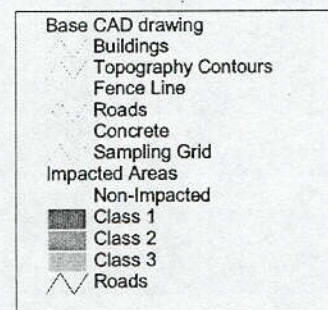 Base CAD drawing
Buildings
Topography Contours
Fence Line
Roads
Concrete
Sampling Grid
Impacted Areas
Non-Impacted
Class 1
Class 2
Class 3
Roads